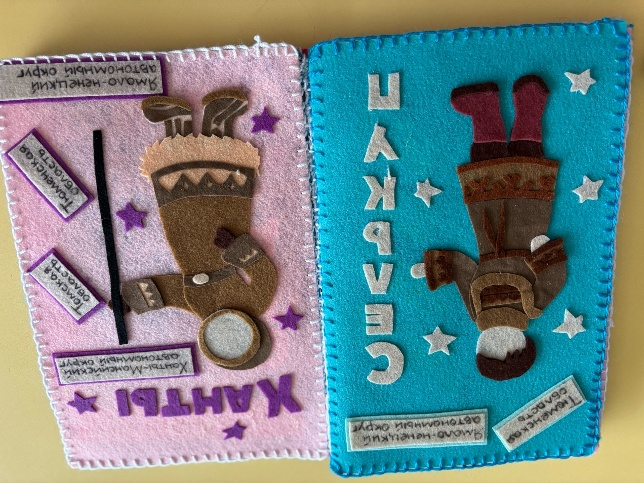 Тюменская
область
Ямало-ненецкий
автономный округ
СЕЛЬКУП
ХАНТЫ
Ханты-Мансийский
автономный округ
Томская
область
Тюменская
область
Ямало-ненецкий
автономный округ